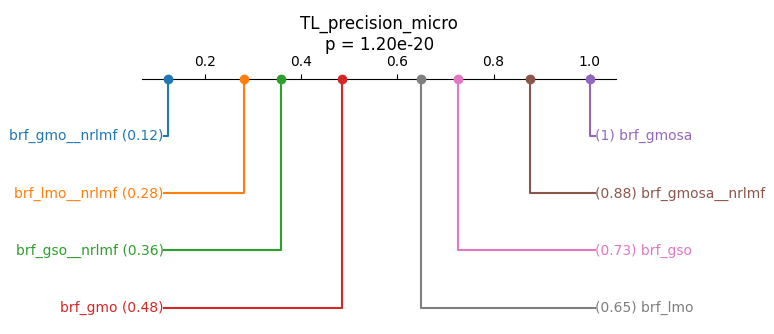 TL_precision_micro
p = 1.20e-20
0.2 0.4 0.6 0.8 1.0
brf_gmo__nrlmf (0.12) (1) brf_gmosa
brf_lmo__nrlmf (0.28) (0.88) brf_gmosa__nrlmf
brf_gso__nrlmf (0.36) (0.73) brf_gso
brf_gmo (0.48) (0.65) brf_lmo